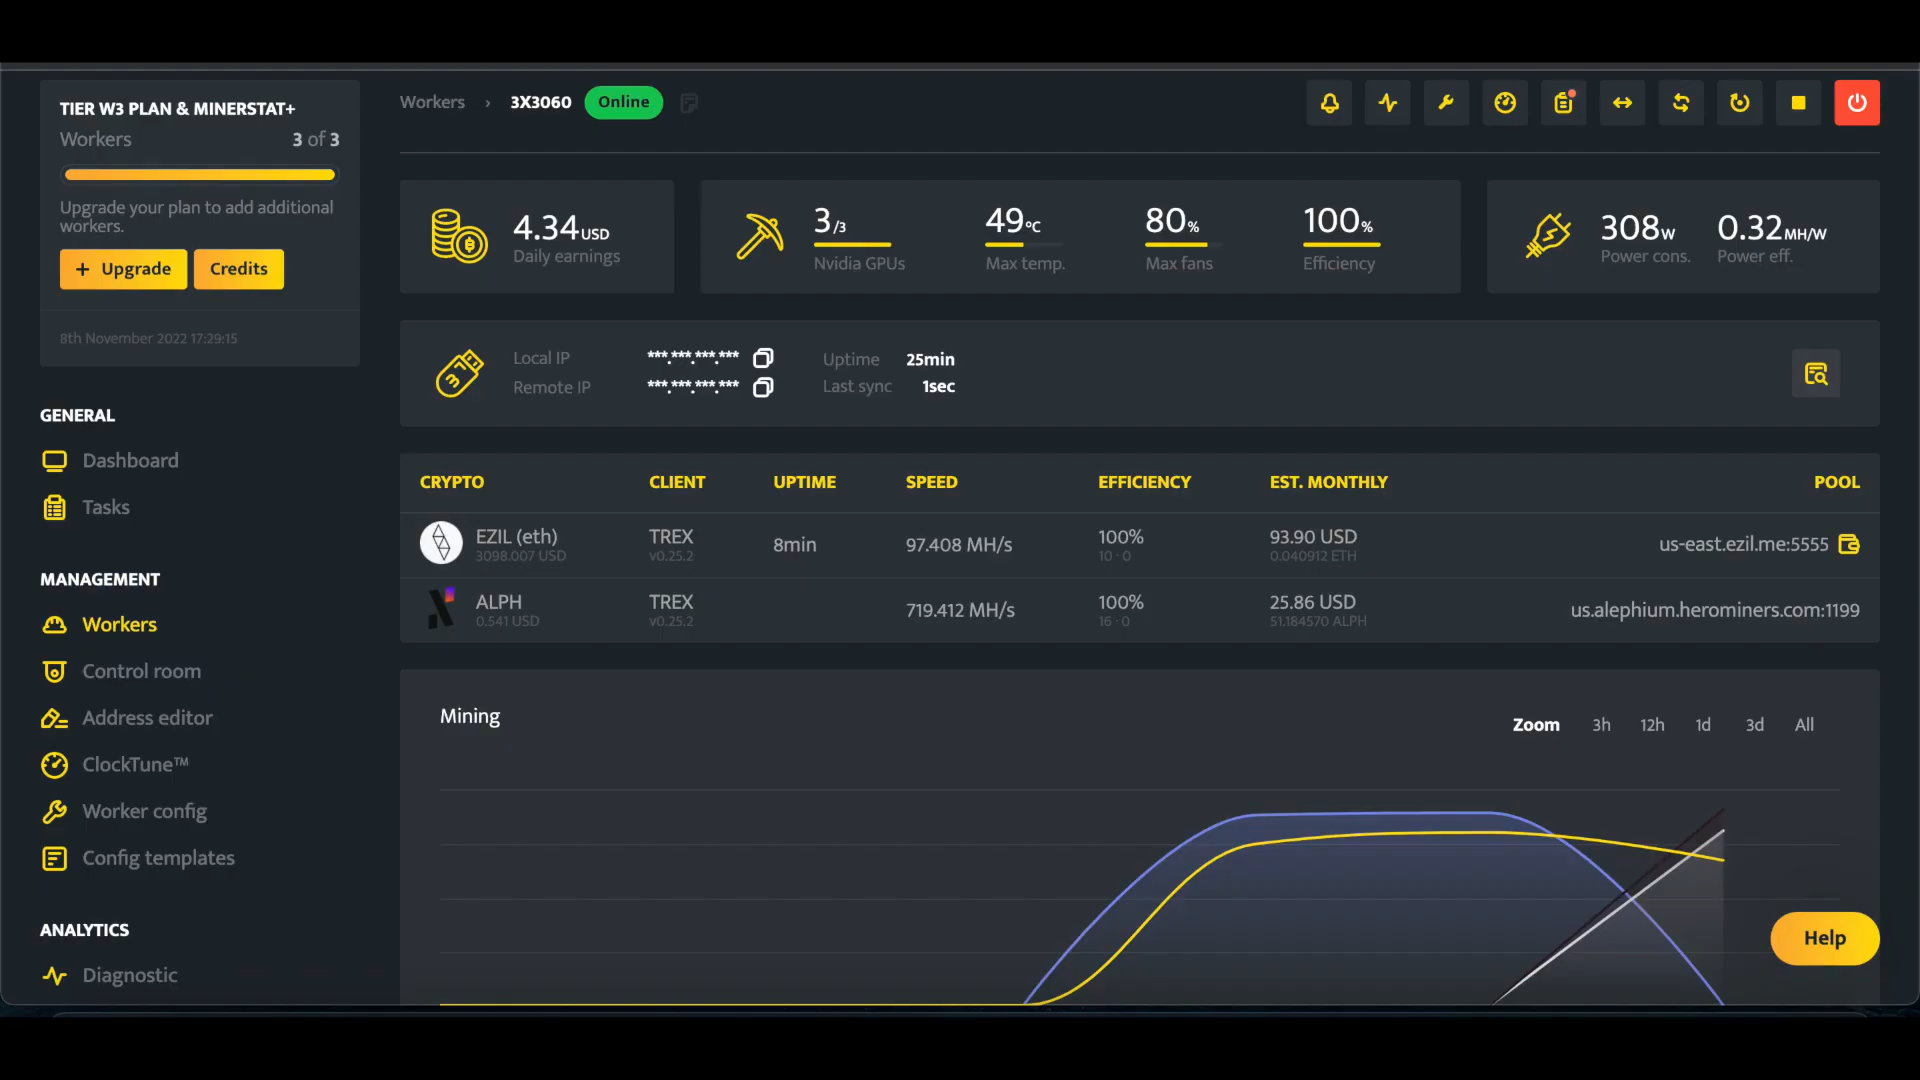 TIER W3 PLAN & MINERSTAT+
Workers 3 of 3
Upgrade your plan to add additional
workers.
+ Upgrade Credits
8th November 2022 17:29:15
GENERAL
Dashboard
Tasks
MANAGEMENT
Workers
Control room
Address editor
ClockTune™
Worker config
Config templates
ANALYTICS
Diagnostic
Workers › 3X3060 Online
4.34 USD
Daily earnings
3/3
Nvidia GPUs
49°C
Max temp.
80%
Max fans
100%
Efficiency
308W
Power cons.
0.32MH/W
Power eff.
37
Local IP ***.***.***.*** Uptime 25min
Remote IP ***.***.***.*** Last sync 1sec
CRYPTO CLIENT UPTIME SPEED EFFICIENCY EST. MONTHLY POOL
EZIL (eth) TREX 8min 97.408 MH/s 100% 93.90 USD us-east.ezil.me:5555
3098.007 USD v0.25.2 10 · 0 0.040912 ETH
ALPH TREX 719.412 MH/s 100% 25.86 USD us.alephium.herominers.com:1199
0.541 USD v0.25.2 16 · 0 51.184570 ALPH
Mining
Zoom 3h 12h 1d 3d All
Help